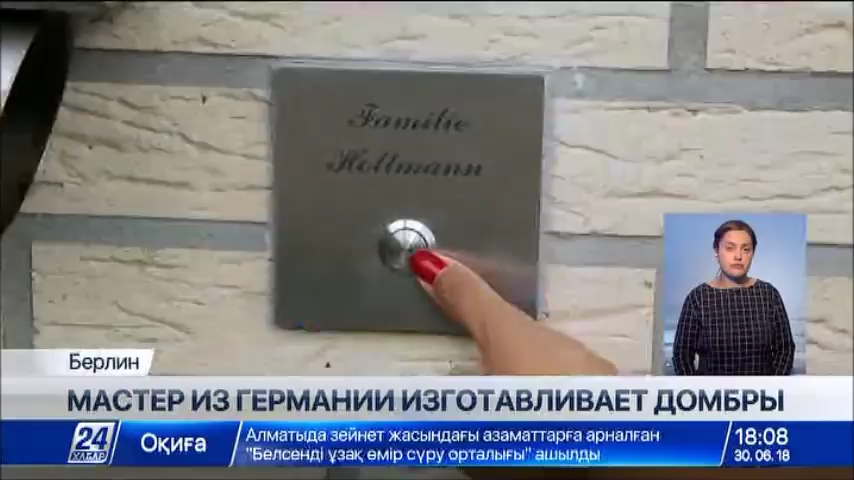 Familie
Hollmann
Берлин
МАСТЕР ИЗ ГЕРМАНИИ ИЗГОТАВЛИВАЕТ ДОМБРЫ
24
ХАБАР
Оқиға
Алматыда зейнет жасындағы азаматтарға арналған
"Белсенді ұзақ өмір сүру орталығы" ашылды
18:08
30.06.18